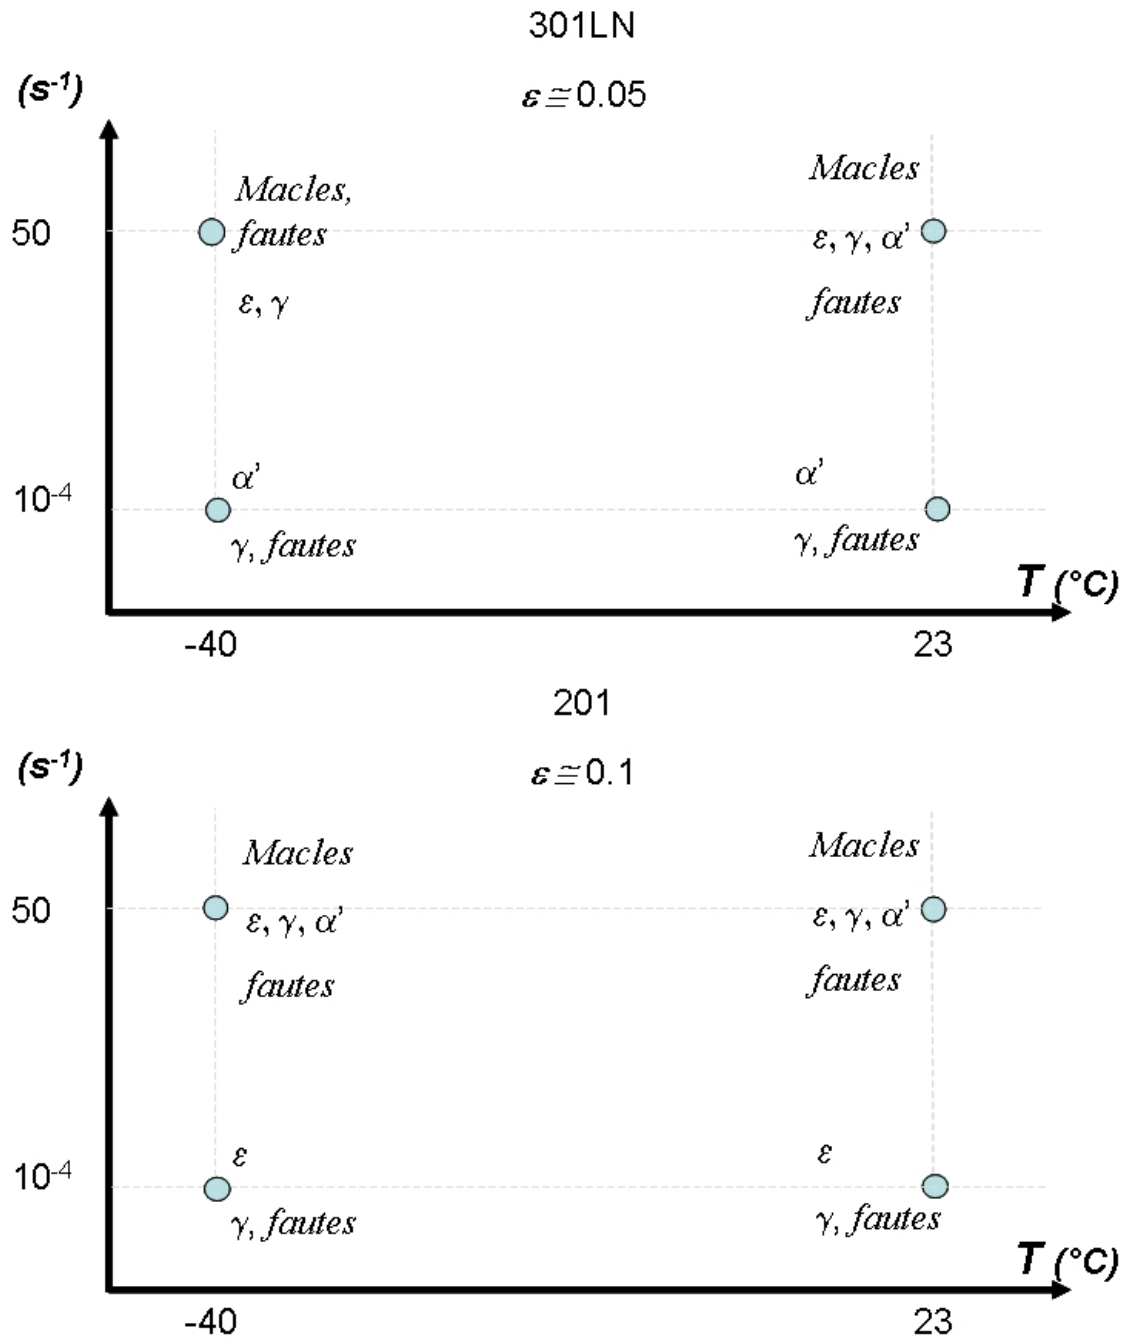 301LN
(s⁻¹)
ε ≅ 0.05
Macles,
fautes
ε, γ
Macles
ε, γ, α’
fautes
50
α’
γ, fautes
α’
γ, fautes
10⁻⁴
T (°C)
-40
23
201
(s⁻¹)
ε ≅ 0.1
Macles
ε, γ, α’
fautes
Macles
ε, γ, α’
fautes
50
ε
γ, fautes
ε
γ, fautes
10⁻⁴
T (°C)
-40
23